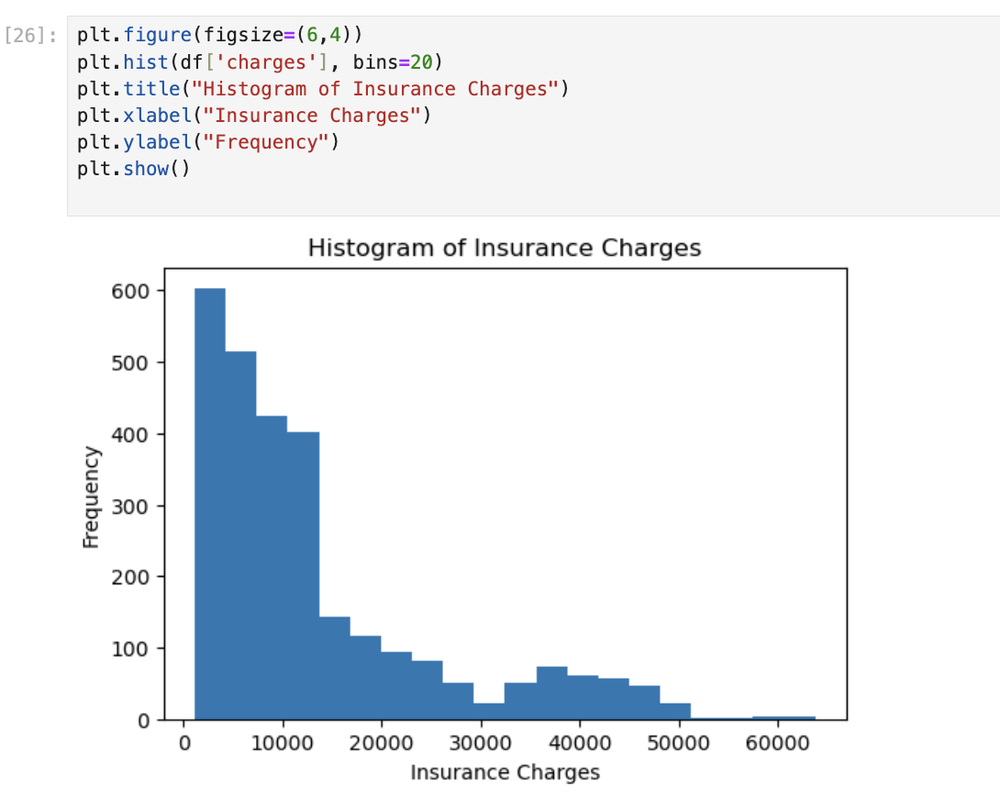 [26]: plt.figure(figsize=(6,4))
plt.hist(df['charges'], bins=20)
plt.title("Histogram of Insurance Charges")
plt.xlabel("Insurance Charges")
plt.ylabel("Frequency")
plt.show()
Histogram of Insurance Charges
600
500
400
300
200
100
0
Frequency
0 10000 20000 30000 40000 50000 60000
Insurance Charges